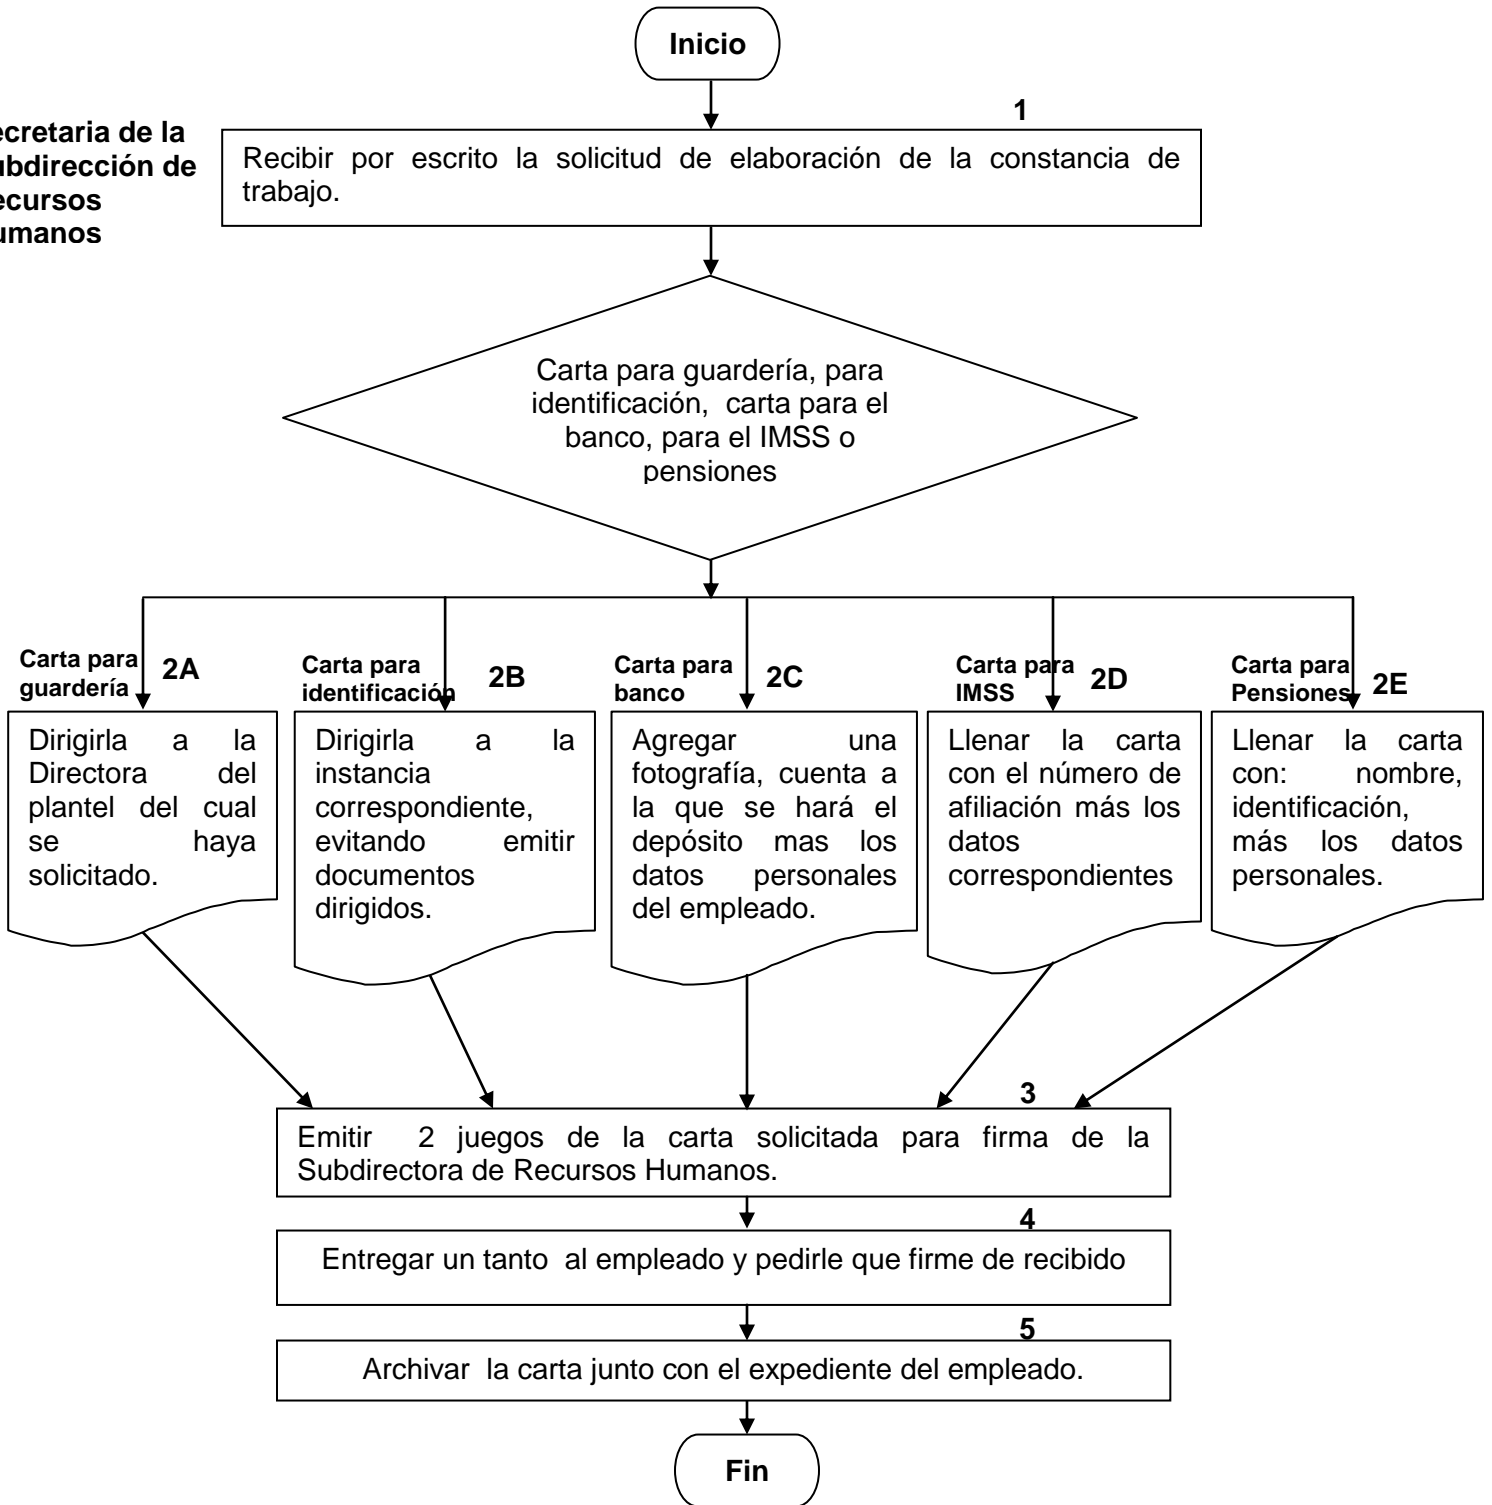 Inicio
1
ecretaria de la
ubdirección de
ecursos
umanos
Recibir por escrito la solicitud de elaboración de la constancia de
trabajo.
Carta para guardería, para
identificación, carta para el
banco, para el IMSS o
pensiones
Carta para
guardería
2A
Carta para
identificación
2B
Carta para
banco
2C
Carta para
IMSS
2D
Carta para
Pensiones
2E
Dirigirla a la
Directora del
plantel del cual
se haya
solicitado.
Dirigirla a la
instancia
correspondiente,
evitando emitir
documentos
dirigidos.
Agregar una
fotografía, cuenta a
la que se hará el
depósito mas los
datos personales
del empleado.
Llenar la carta
con el número de
afiliación más los
datos
correspondientes
Llenar la carta
con: nombre,
identificación,
más los datos
personales.
3
Emitir 2 juegos de la carta solicitada para firma de la
Subdirectora de Recursos Humanos.
4
Entregar un tanto al empleado y pedirle que firme de recibido
5
Archivar la carta junto con el expediente del empleado.
Fin